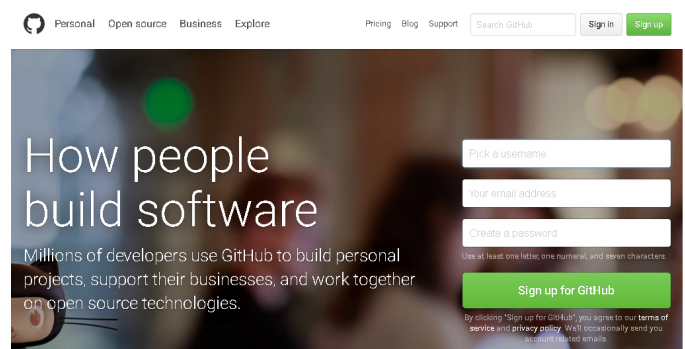 Personal Open source Business Explore Pricing Blog Support Search GitHub Sign in Sign up
How people
build software
Millions of developers use GitHub to build personal
projects, support their businesses, and work together
on open source technologies.
Pick a username
Your email address
Create a password
Use at least one letter, one numeral, and seven characters.
Sign up for GitHub
By clicking "Sign up for GitHub", you agree to our terms of
service and privacy policy. We'll occasionally send you
account related emails.